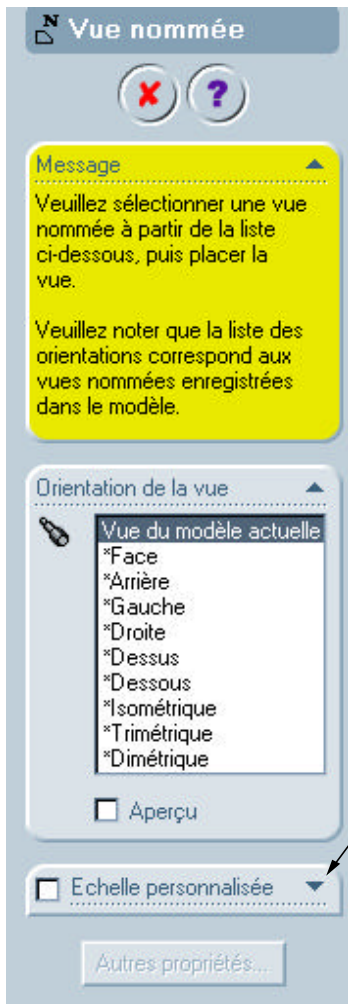 N
Vue nommée
?
Message
Veuillez sélectionner une vue
nommée à partir de la liste
ci-dessous, puis placer la
vue.
Veuillez noter que la liste des
orientations correspond aux
vues nommées enregistrées
dans le modèle.
Orientation de la vue
Vue du modèle actuelle
*Face
*Arrière
*Gauche
*Droite
*Dessus
*Dessous
*Isométrique
*Trimétrique
*Dimétrique
Aperçu
Echelle personnalisée
Autres propriétés...